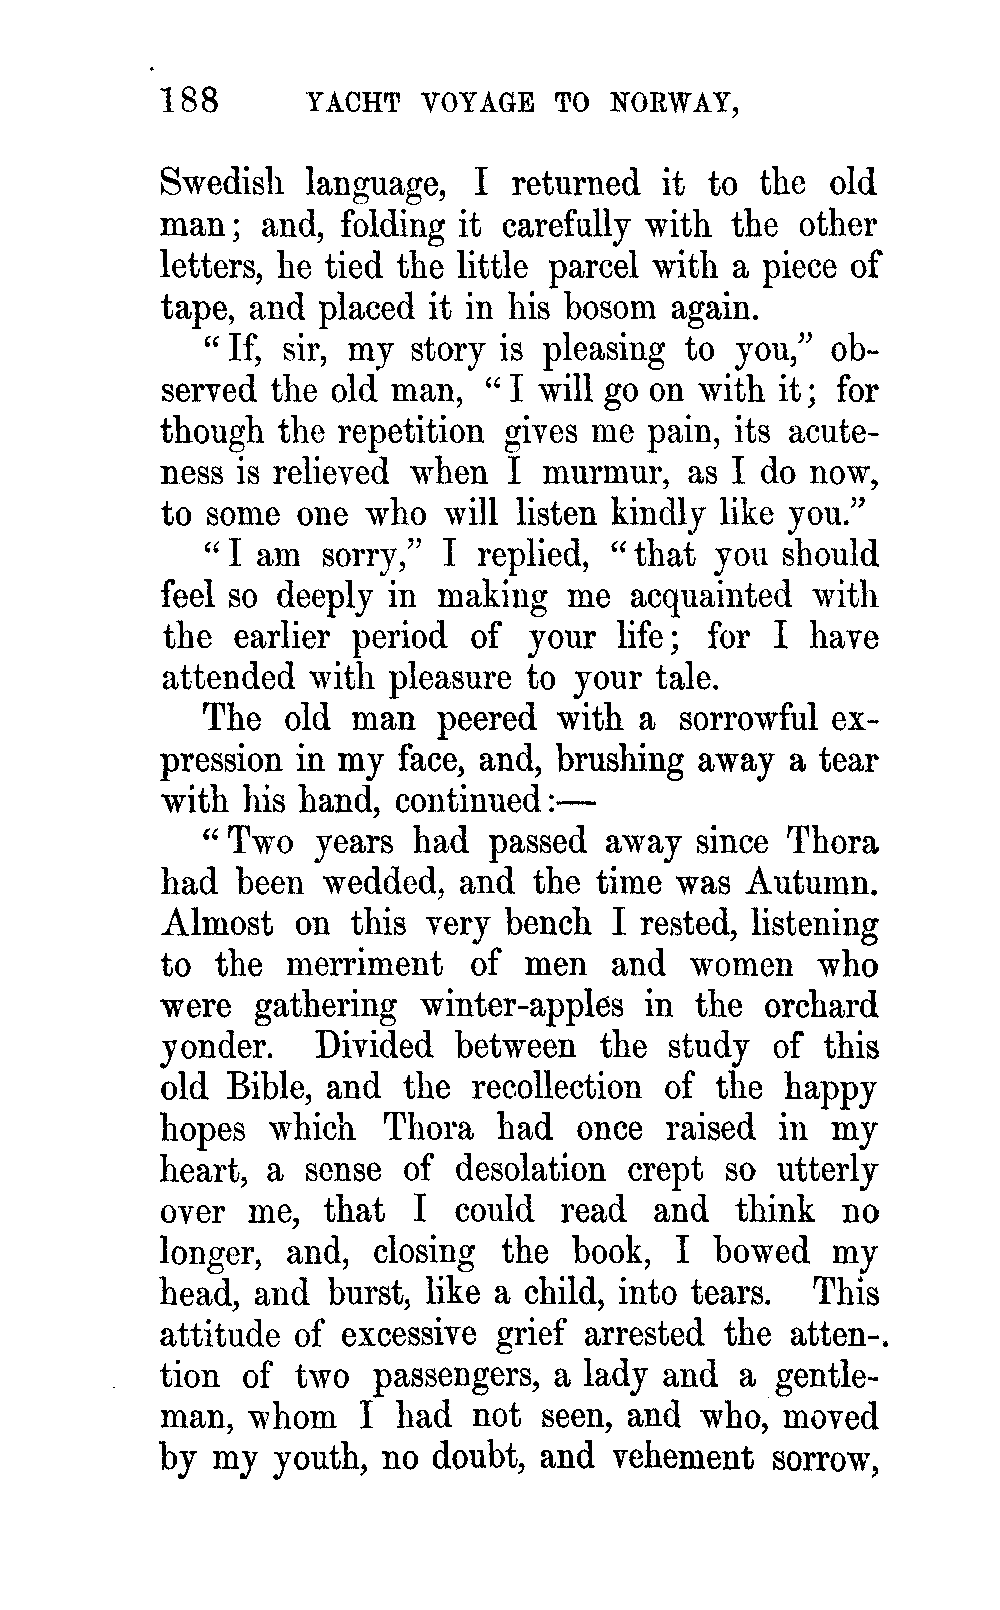 188 YACHT VOYAGE TO NORWAY,
Swedish language, I returned it to the old
man; and, folding it carefully with the other
letters, he tied the little parcel with a piece of
tape, and placed it in his bosom again.
“If, sir, my story is pleasing to you,” ob-
served the old man, “I will go on with it; for
though the repetition gives me pain, its acute-
ness is relieved when I murmur, as I do now,
to some one who will listen kindly like you.”
“I am sorry,” I replied, “that you should
feel so deeply in making me acquainted with
the earlier period of your life; for I have
attended with pleasure to your tale.
The old man peered with a sorrowful ex-
pression in my face, and, brushing away a tear
with his hand, continued:—
“Two years had passed away since Thora
had been wedded, and the time was Autumn.
Almost on this very bench I rested, listening
to the merriment of men and women who
were gathering winter-apples in the orchard
yonder. Divided between the study of this
old Bible, and the recollection of the happy
hopes which Thora had once raised in my
heart, a sense of desolation crept so utterly
over me, that I could read and think no
longer, and, closing the book, I bowed my
head, and burst, like a child, into tears. This
attitude of excessive grief arrested the atten-.
tion of two passengers, a lady and a gentle-
man, whom I had not seen, and who, moved
by my youth, no doubt, and vehement sorrow,